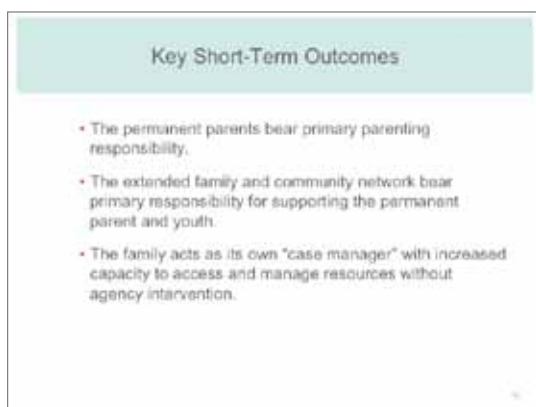 Key Short-Term Outcomes
• The permanent parents bear primary parenting
responsibility.
• The extended family and community network bear
primary responsibility for supporting the permanent
parent and youth.
• The family acts as its own "case manager" with increased
capacity to access and manage resources without
agency intervention.